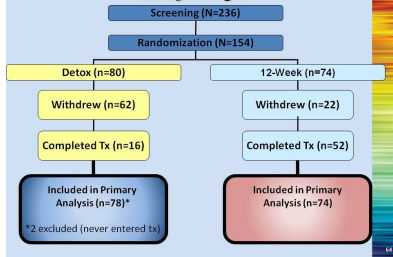 Screening (N=236)
Randomization (N=154)
Detox (n=80)
12-Week (n=74)
Withdrew (n=62)
Withdrew (n=22)
Completed Tx (n=16)
Completed Tx (n=52)
Included in Primary
Analysis (n=78)*
*2 excluded (never entered tx)
Included in Primary
Analysis (n=74)
64